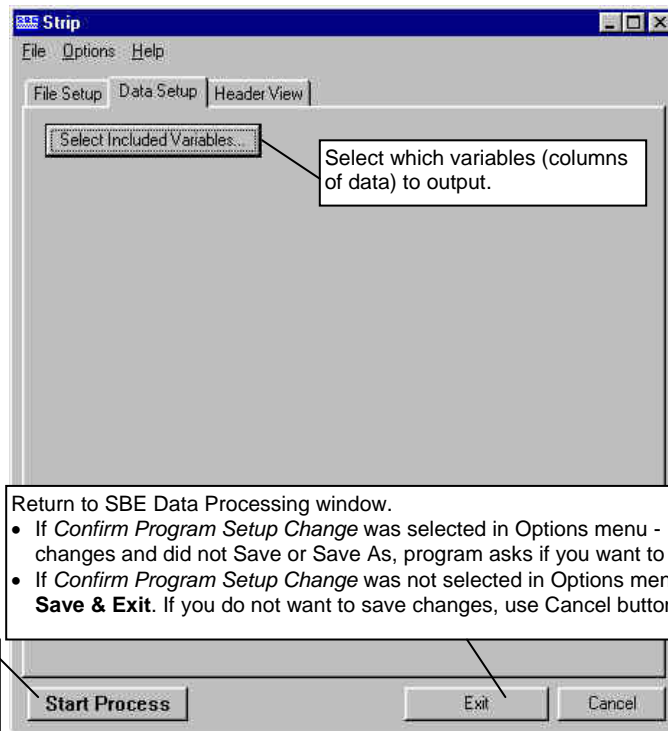 SBE Strip
File Options Help
File Setup Data Setup Header View
Select Included Variables...
Select which variables (columns
of data) to output.
Return to SBE Data Processing window.
• If Confirm Program Setup Change was selected in Options menu -
changes and did not Save or Save As, program asks if you want to
• If Confirm Program Setup Change was not selected in Options
Save & Exit. If you do not want to save changes, use Cancel
Start Process Exit Cancel